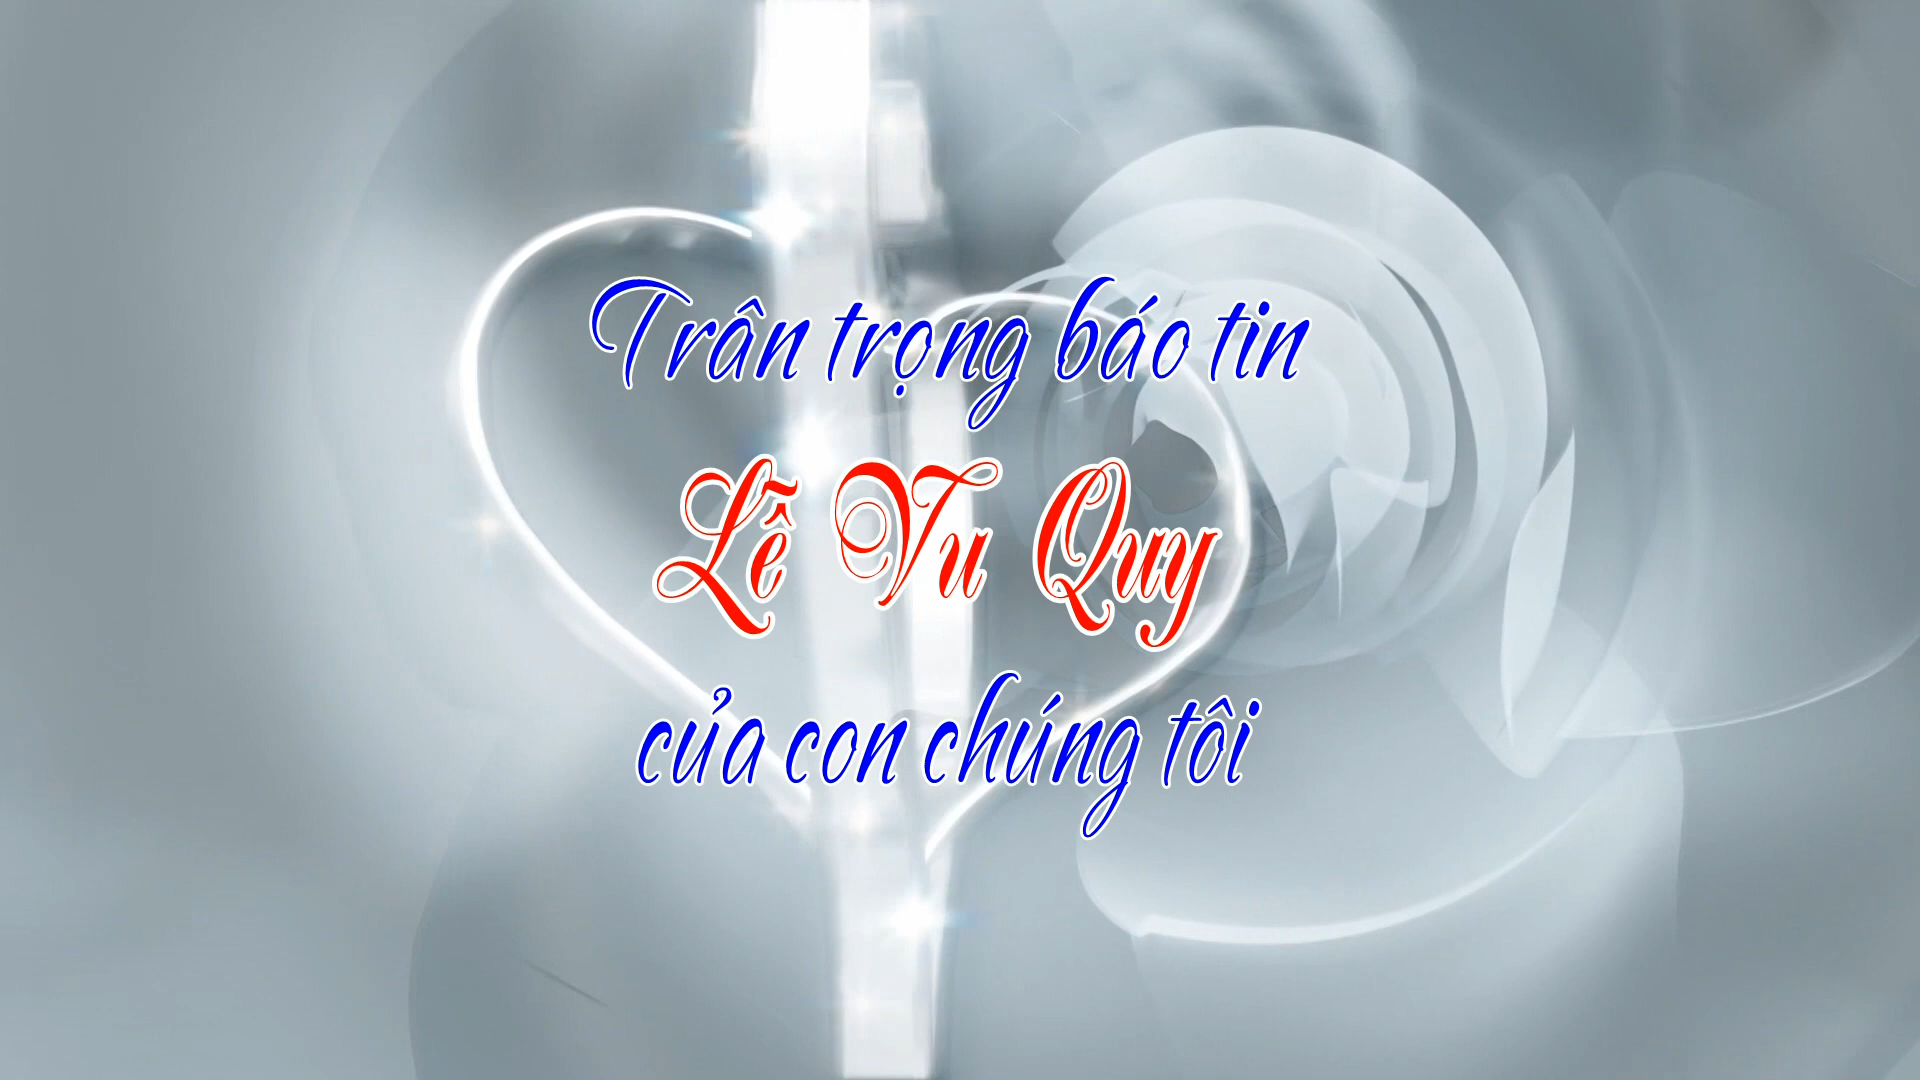 Trân trọng báo tin
Lễ Vu Quy
của con chúng tôi